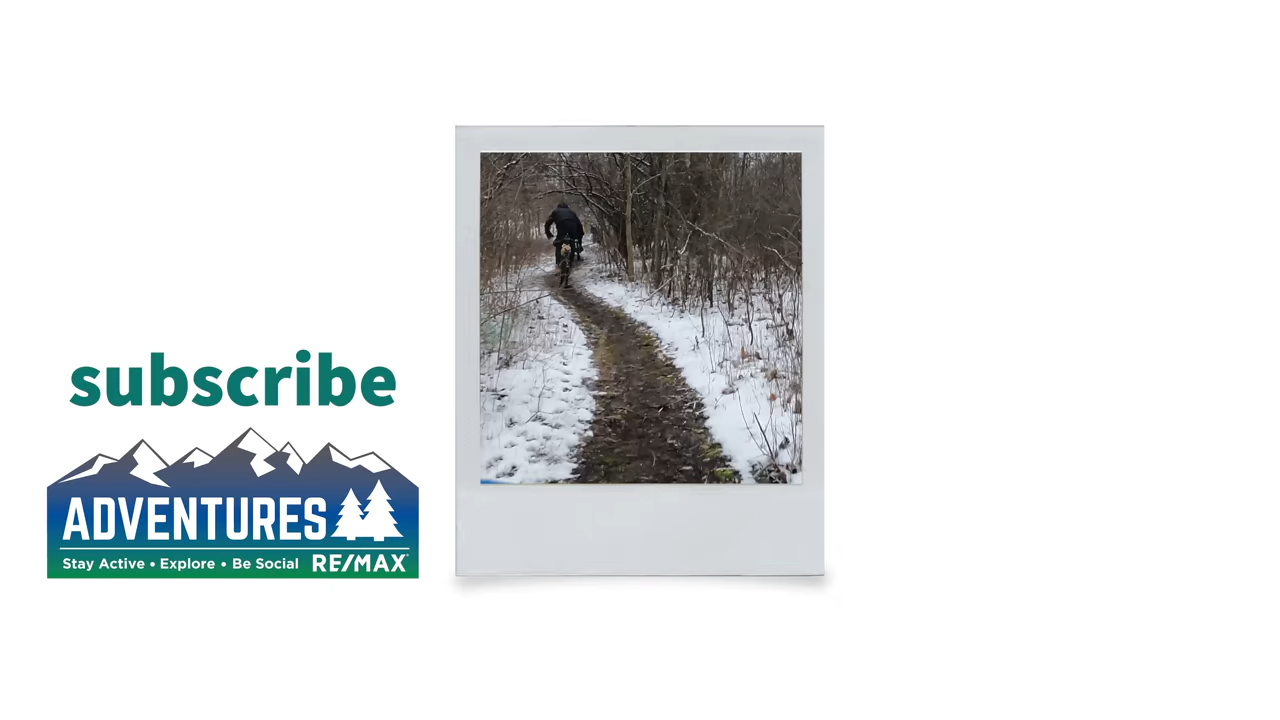 subscribe
ADVENTURES
Stay Active • Explore • Be Social RE/MAX